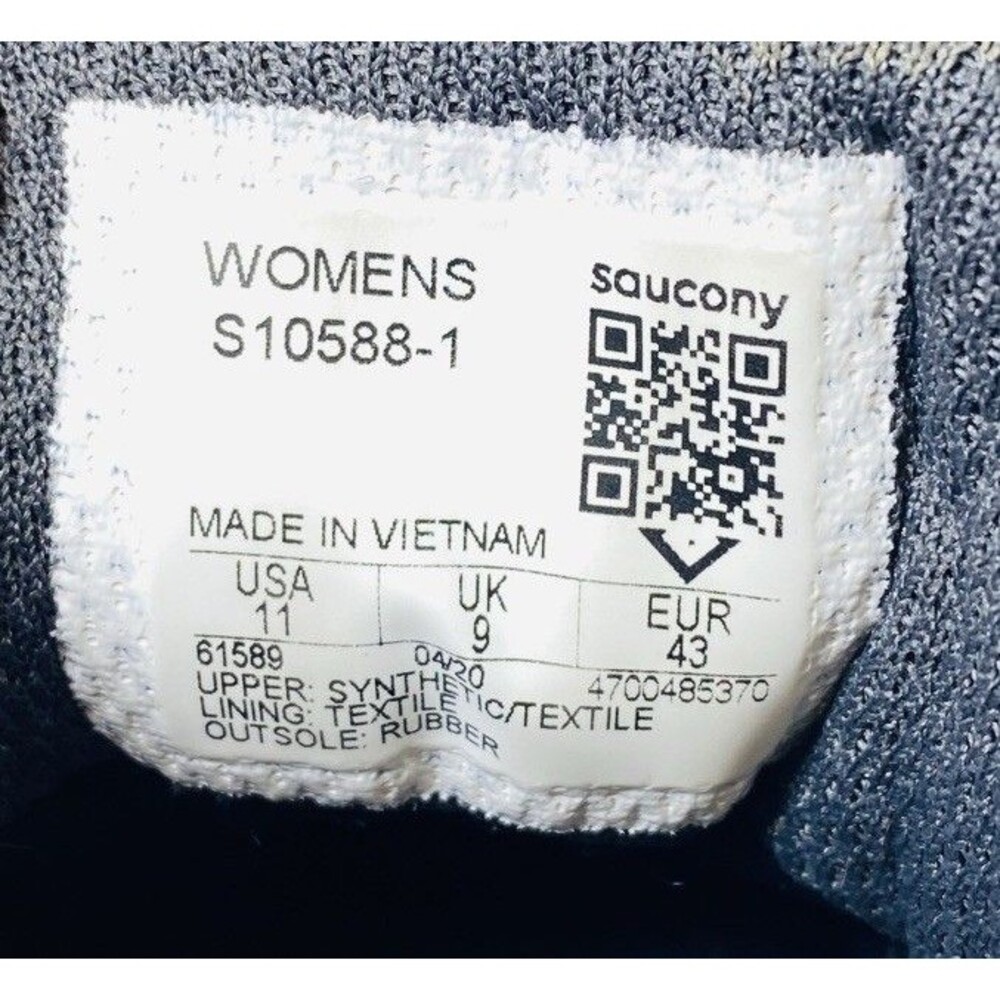 WOMENS
S10588-1
saucony
MADE IN VIETNAM
USA UK EUR
11 9 43
61589 04/20 4700485370
UPPER: SYNTHETIC/TEXTILE
LINING: TEXTILE
OUTSOLE: RUBBER